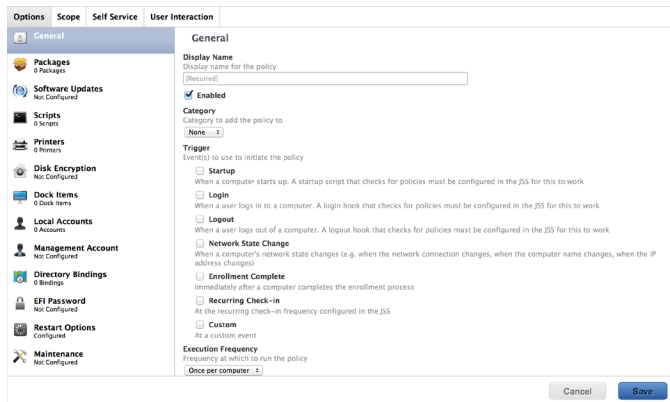 Options Scope Self Service User Interaction
General
Packages
0 Packages
Software Updates
Not Configured
Scripts
0 Scripts
Printers
0 Printers
Disk Encryption
Not Configured
Dock Items
0 Dock Items
Local Accounts
0 Accounts
Management Account
Not Configured
Directory Bindings
0 Bindings
EFI Password
Not Configured
Restart Options
Configured
Maintenance
Not Configured
General
Display Name
Display name for the policy
[Required]
Enabled
Category
Category to add the policy to
None
Trigger
Event(s) to use to initiate the policy
Startup
When a computer starts up. A startup script that checks for policies must be configured in the JSS for this to work
Login
When a user logs in to a computer. A login hook that checks for policies must be configured in the JSS for this to work
Logout
When a user logs out of a computer. A logout hook that checks for policies must be configured in the JSS for this to work
Network State Change
When a computer's network state changes (e.g. when the network connection changes, when the computer name changes, when the IP
address changes)
Enrollment Complete
Immediately after a computer completes the enrollment process
Recurring Check-in
At the recurring check-in frequency configured in the JSS
Custom
At a custom event
Execution Frequency
Frequency at which to run the policy
Once per computer
Cancel Save